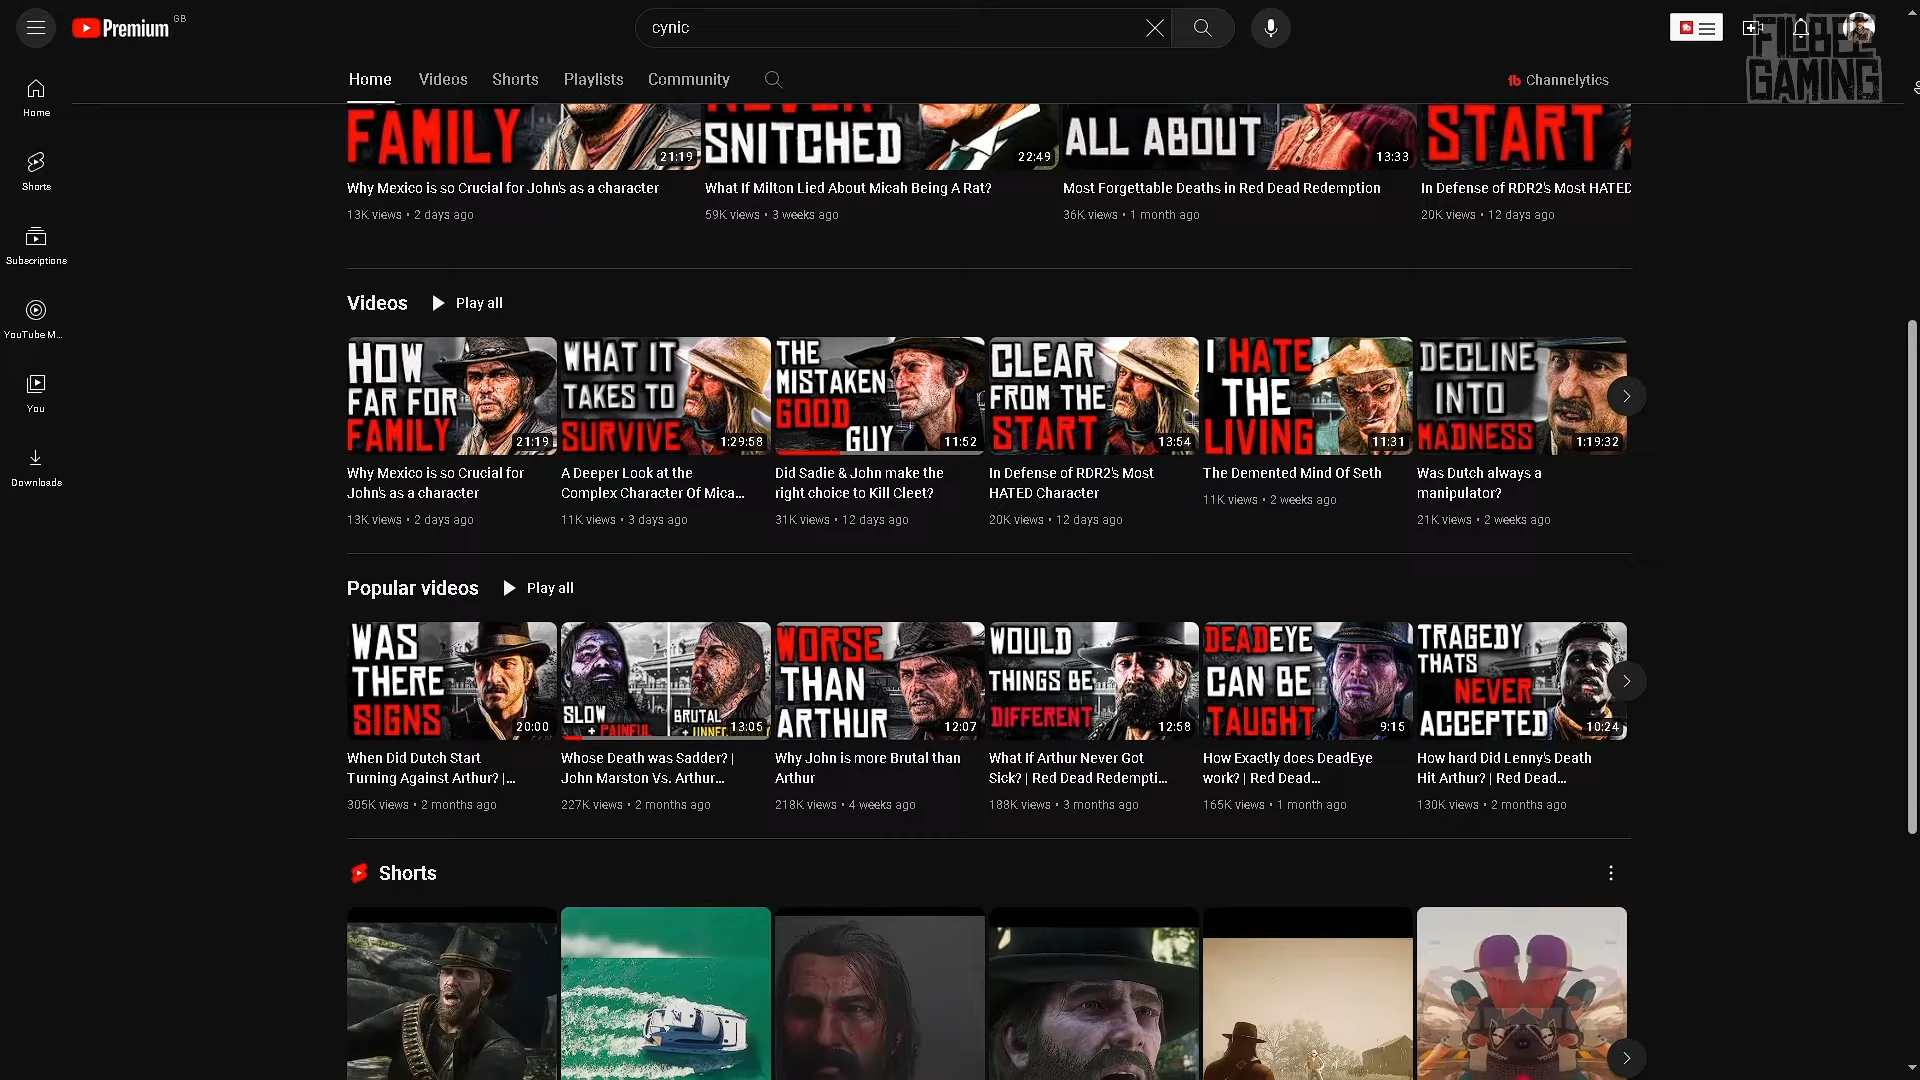 Premium GB
cynic
FILBEE
GAMING
Home Videos Shorts Playlists Community
Channelytics
Home
Shorts
Subscriptions
YouTube M...
You
Downloads
FAMILY
21:19
SNITCHED
22:49
ALL ABOUT
13:33
START
Why Mexico is so Crucial for John's as a character
13K views • 2 days ago
What If Milton Lied About Micah Being A Rat?
59K views • 3 weeks ago
Most Forgettable Deaths in Red Dead Redemption
36K views • 1 month ago
In Defense of RDR2's Most HATED
20K views • 12 days ago
Videos Play all
HOW
FAR FOR
FAMILY
21:19
WHAT IT
TAKES TO
SURVIVE
1:29:58
THE
MISTAKEN
GOOD
GUY
11:52
CLEAR
FROM THE
START
13:54
I HATE
THE
LIVING
11:31
DECLINE
INTO
MADNESS
1:19:32
Why Mexico is so Crucial for
John's as a character
13K views • 2 days ago
A Deeper Look at the
Complex Character Of Mica...
11K views • 3 days ago
Did Sadie & John make the
right choice to Kill Cleet?
31K views • 12 days ago
In Defense of RDR2's Most
HATED Character
20K views • 12 days ago
The Demented Mind Of Seth
11K views • 2 weeks ago
Was Dutch always a
manipulator?
21K views • 2 weeks ago
Popular videos Play all
WAS
THERE
SIGNS
20:00
SLOW
+ PAINFUL
BRUTAL
13:05
WORSE
THAN
ARTHUR
12:07
WOULD
THINGS BE
DIFFERENT
12:58
DEADEYE
CAN BE
TAUGHT
9:15
TRAGEDY
THATS
NEVER
ACCEPTED
10:24
When Did Dutch Start
Turning Against Arthur? |...
305K views • 2 months ago
Whose Death was Sadder? |
John Marston Vs. Arthur...
227K views • 2 months ago
Why John is more Brutal than
Arthur
218K views • 4 weeks ago
What If Arthur Never Got
Sick? | Red Dead Redempti...
188K views • 3 months ago
How Exactly does DeadEye
work? | Red Dead...
165K views • 1 month ago
How hard Did Lenny's Death
Hit Arthur? | Red Dead...
130K views • 2 months ago
Shorts